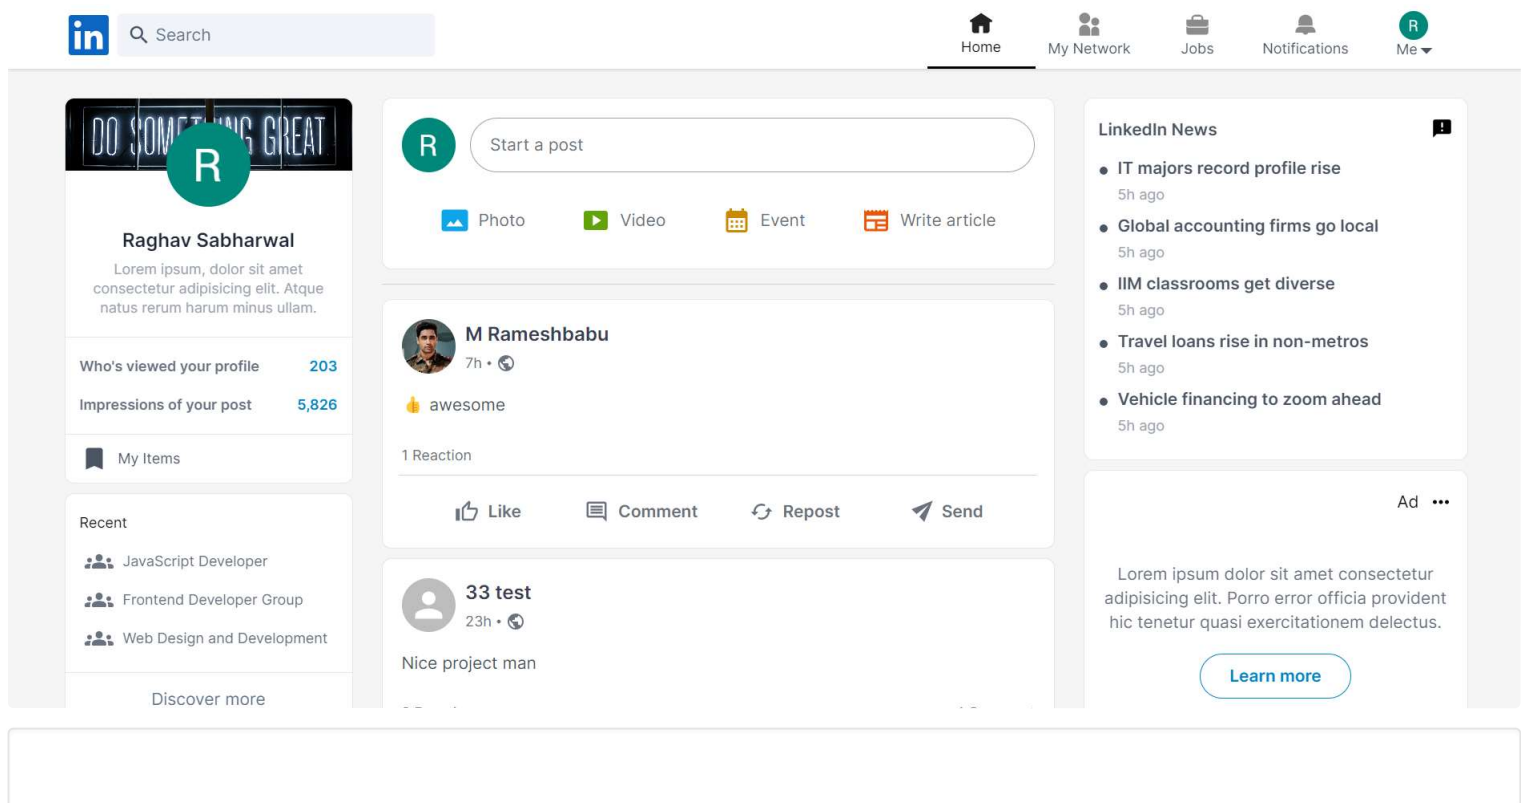 in
Search
Home
My Network
Jobs
Notifications
R
Me
DO SOMETHING GREAT
R
Raghav Sabharwal
Lorem ipsum, dolor sit amet
consectetur adipisicing elit. Atque
natus rerum harum minus ullam.
Who's viewed your profile 203
Impressions of your post 5,826
My Items
Recent
JavaScript Developer
Frontend Developer Group
Web Design and Development
Discover more
R
Start a post
Photo Video Event Write article
M Rameshbabu
7h •
👍 awesome
1 Reaction
Like Comment Repost Send
33 test
23h •
Nice project man
LinkedIn News
• IT majors record profile rise
5h ago
• Global accounting firms go local
5h ago
• IIM classrooms get diverse
5h ago
• Travel loans rise in non-metros
5h ago
• Vehicle financing to zoom ahead
5h ago
Ad •••
Lorem ipsum dolor sit amet consectetur
adipisicing elit. Porro error officia provident
hic tenetur quasi exercitationem delectus.
Learn more